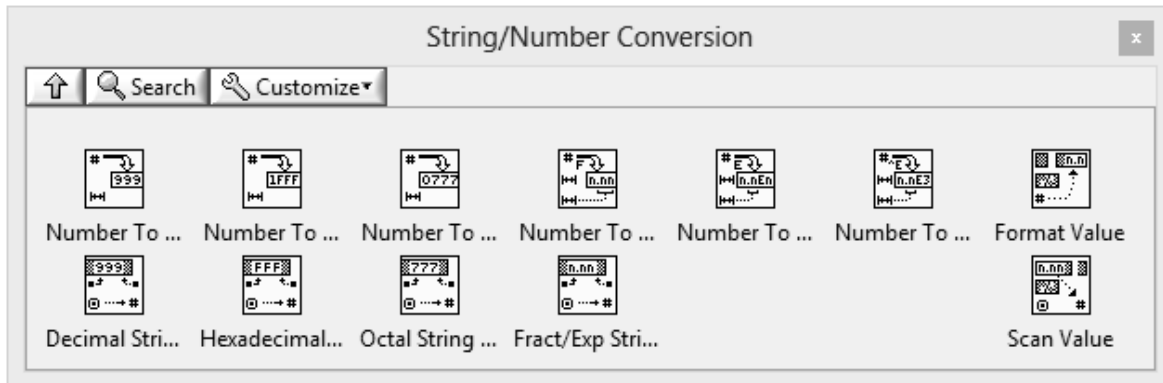 String/Number Conversion
x
Search Customize
# 999 # 1FFF # 0777 # F n.nn # E n.nEn # E n.nE3 n.n #
Number To ... Number To ... Number To ... Number To ... Number To ... Number To ... Format Value
999 # FFF # 777 # n.nn # n.nn #
Decimal Stri... Hexadecimal... Octal String ... Fract/Exp Stri... Scan Value